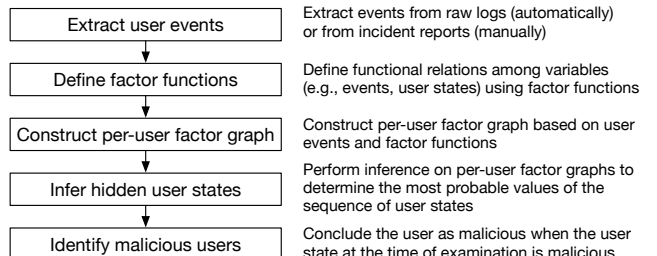 Extract user events
Extract events from raw logs (automatically)
or from incident reports (manually)
Define factor functions
Define functional relations among variables
(e.g., events, user states) using factor functions
Construct per-user factor graph
Construct per-user factor graph based on user
events and factor functions
Infer hidden user states
Perform inference on per-user factor graphs to
determine the most probable values of the
sequence of user states
Identify malicious users
Conclude the user as malicious when the user
state at the time of examination is malicious